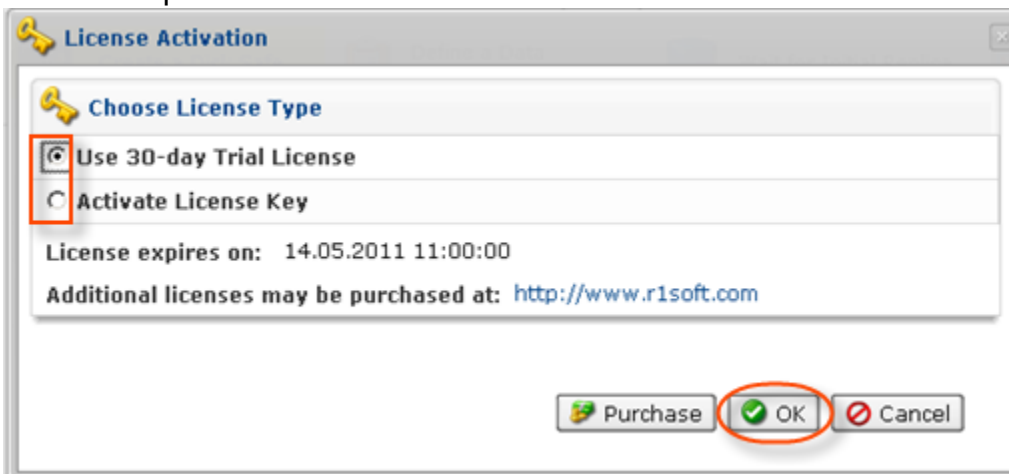 License Activation
Choose License Type
Use 30-day Trial License
Activate License Key
License expires on: 14.05.2011 11:00:00
Additional licenses may be purchased at: http://www.r1soft.com
Purchase OK Cancel